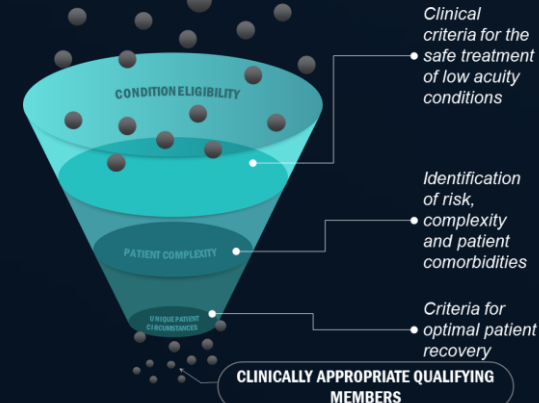 Clinical
criteria for the
safe treatment
of low acuity
conditions
CONDITION ELIGIBILITY
Identification
of risk,
complexity
and patient
comorbidities
PATIENT COMPLEXITY
Criteria for
optimal patient
recovery
UNIQUE PATIENT
CIRCUMSTANCES
CLINICALLY APPROPRIATE QUALIFYING
MEMBERS